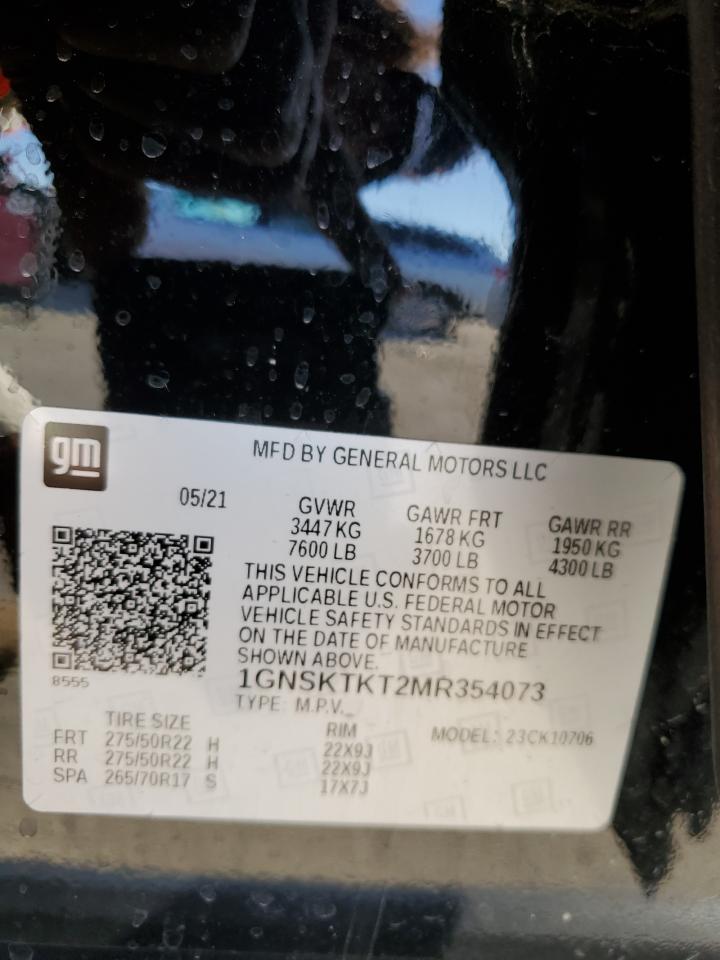 gm
MFD BY GENERAL MOTORS LLC
05/21
GVWR GAWR FRT GAWR RR
3447 KG 1678 KG 1950 KG
7600 LB 3700 LB 4300 LB
THIS VEHICLE CONFORMS TO ALL
APPLICABLE U.S. FEDERAL MOTOR
VEHICLE SAFETY STANDARDS IN EFFECT
ON THE DATE OF MANUFACTURE
SHOWN ABOVE.
8555
1GNSKTKT2MR354073
TYPE: M.P.V.
MODEL: 23CK10706
TIRE SIZE RIM
FRT 275/50R22 H 22X9J
RR 275/50R22 H 22X9J
SPA 265/70R17 S 17X7J